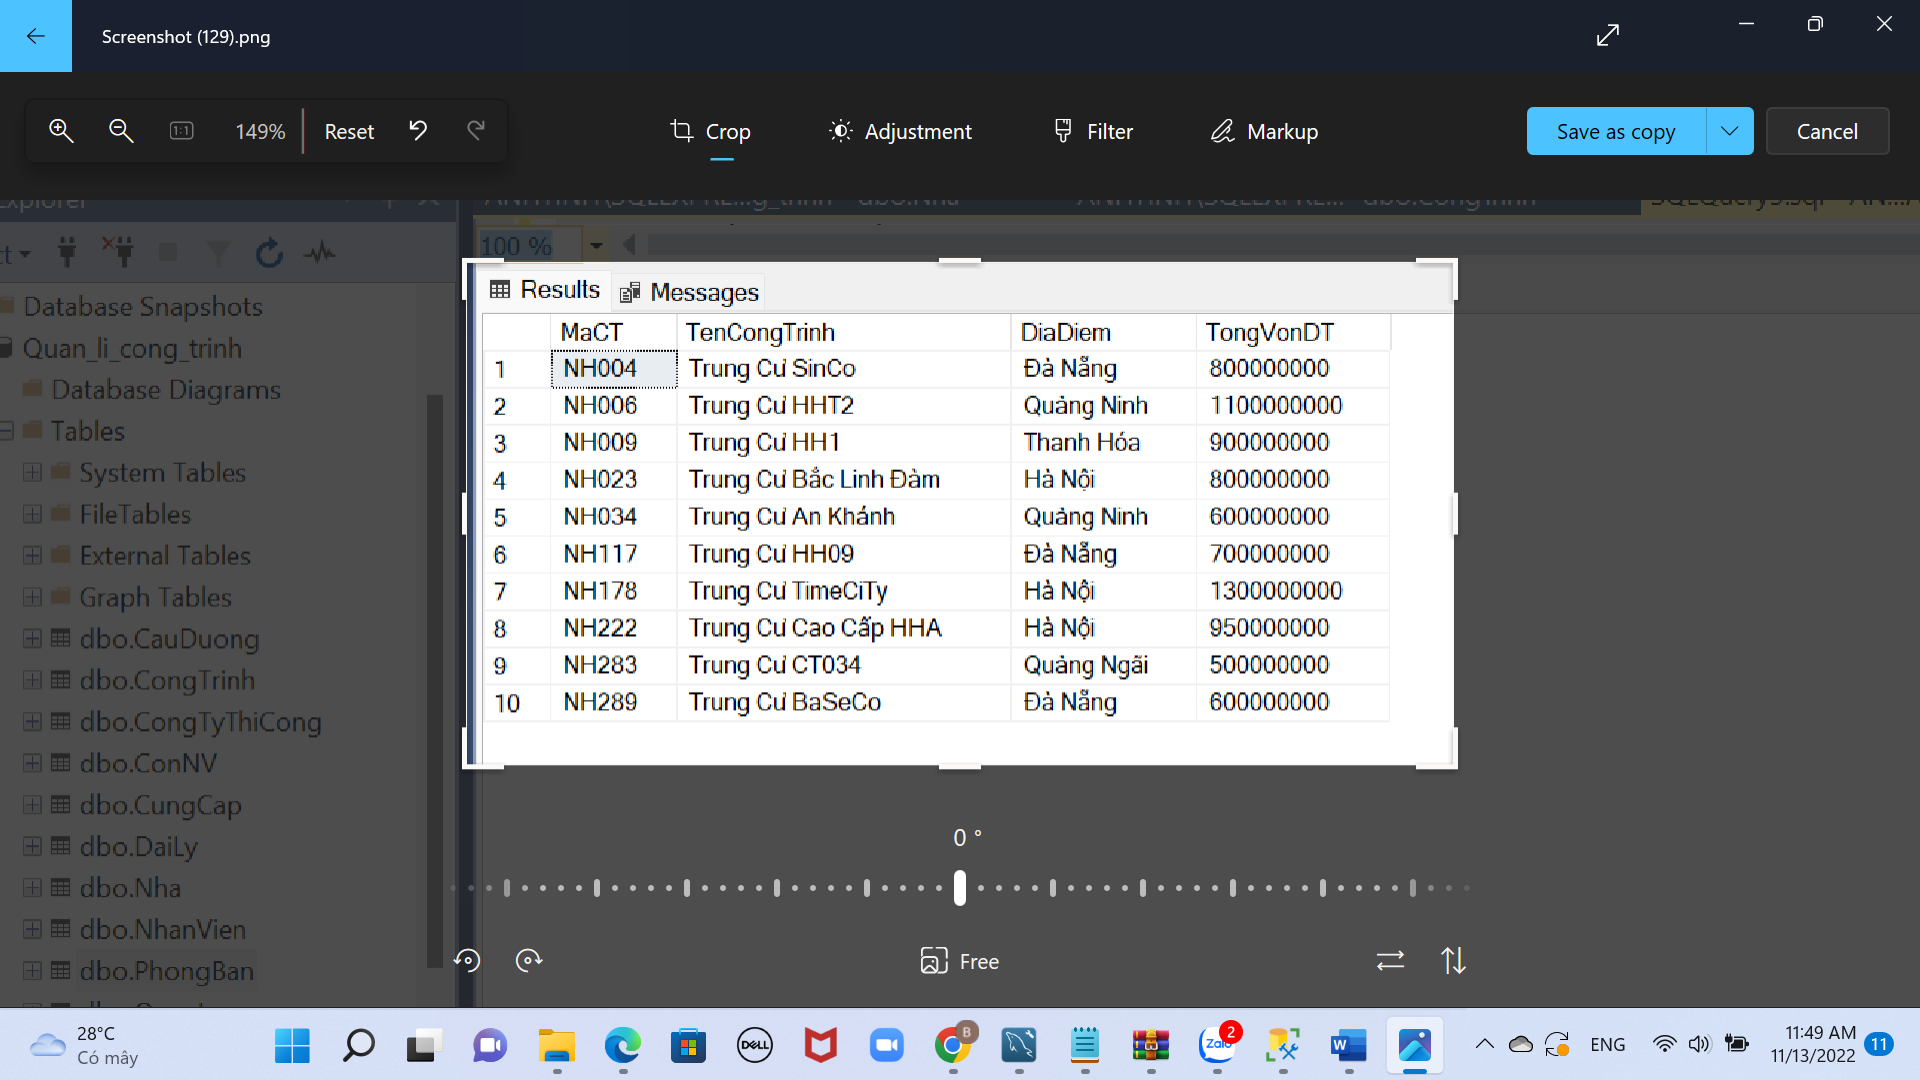 Screenshot (129).png
149%
Reset
Crop
Adjustment
Filter
Markup
Save as copy
Cancel
100 %
Database Snapshots
Quan_li_cong_trinh
Database Diagrams
Tables
System Tables
FileTables
External Tables
Graph Tables
dbo.CauDuong
dbo.CongTrinh
dbo.CongTyThiCong
dbo.ConNV
dbo.CungCap
dbo.DaiLy
dbo.Nha
dbo.NhanVien
dbo.PhongBan
Results Messages
MaCT TenCongTrinh DiaDiem TongVonDT
1 NH004 Trung Cư SinCo Đà Nẵng 800000000
2 NH006 Trung Cư HHT2 Quảng Ninh 1100000000
3 NH009 Trung Cư HH1 Thanh Hóa 900000000
4 NH023 Trung Cư Bắc Linh Đàm Hà Nội 800000000
5 NH034 Trung Cư An Khánh Quảng Ninh 600000000
6 NH117 Trung Cư HH09 Đà Nẵng 700000000
7 NH178 Trung Cư TimeCiTy Hà Nội 1300000000
8 NH222 Trung Cư Cao Cấp HHA Hà Nội 950000000
9 NH283 Trung Cư CT034 Quảng Ngãi 500000000
10 NH289 Trung Cư BaSeCo Đà Nẵng 600000000
0 °
Free
28°C
Có mây
DELL
B
Zalo
2
W
ENG
11:49 AM
11/13/2022
11